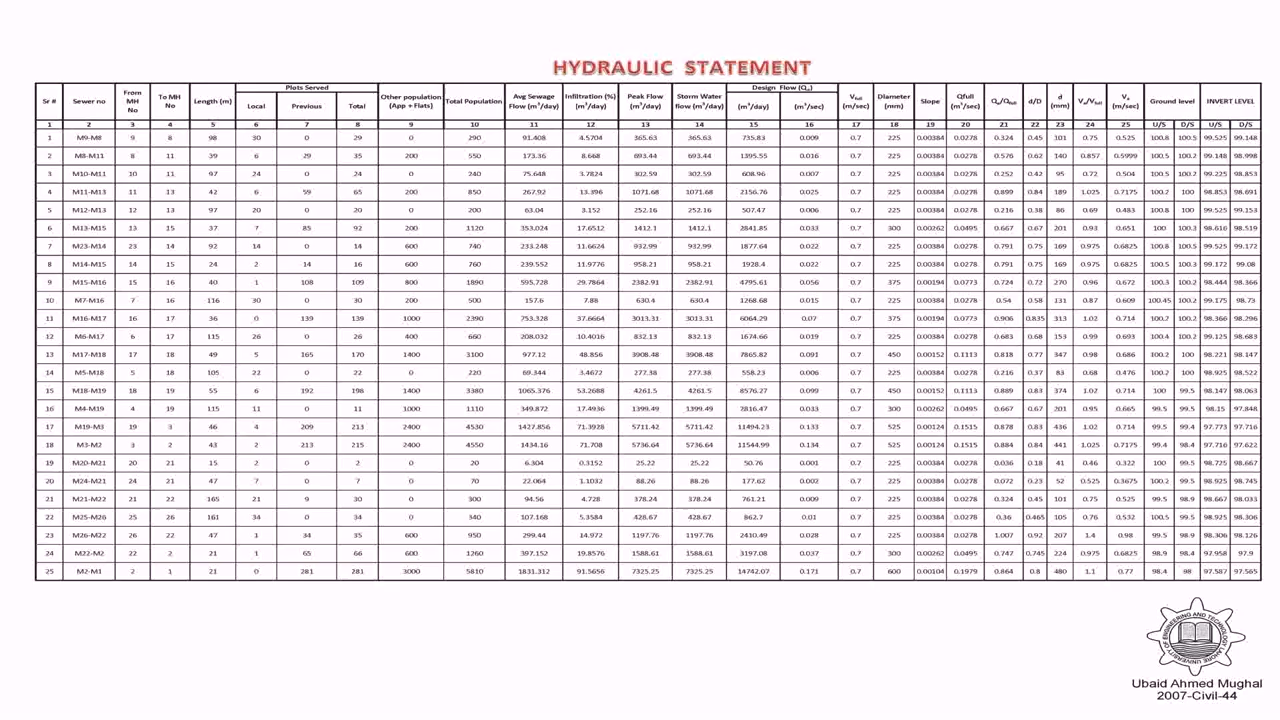 HYDRAULIC STATEMENT
Sr # Sewer no From MH No To MH No Length (m) Plots Served Other population (App + Flats) Total Population Avg Sewage Flow (m³/day) Infiltration (%) (m³/day) Peak Flow (m³/day) Storm Water flow (m³/day) Design Flow (Qd) Vfull (m/sec) Diameter (mm) Slope Qfull (m³/sec) d/D d (mm) Ground level INVERT LEVEL
Local Previous Total (m³/day) (m³/sec)
1 2 3 4 5 6 7 8 9 10 11 12 13 14 15 16 17 18 19 20 21 22 23 24 25 U/S D/S U/S D/S
1 M9-M8 9 8 98 30 0 29 0 290 91.408 4.5704 365.63 365.63 735.83 0.009 0.7 225 0.00384 0.0278 0.324 0.45 101 0.75 0.525 100.8 100.5 99.525 99.148
2 M8-M11 8 11 39 6 29 35 200 550 173.36 8.668 693.44 693.44 1395.55 0.016 0.7 225 0.00384 0.0278 0.576 0.62 140 0.857 0.5999 100.5 100.2 99.148 98.998
3 M10-M11 10 11 97 24 0 24 0 240 75.648 3.7824 302.59 302.59 608.96 0.007 0.7 225 0.00384 0.0278 0.252 0.42 95 0.72 0.504 100.5 100.2 99.225 98.853
4 M11-M13 11 13 42 6 59 65 200 850 267.92 13.396 1071.68 1071.68 2156.76 0.025 0.7 225 0.00384 0.0278 0.899 0.84 189 1.025 0.7175 100.2 100 98.853 98.691
5 M12-M13 12 13 97 20 0 20 0 200 63.04 3.152 252.16 252.16 507.47 0.006 0.7 225 0.00384 0.0278 0.216 0.38 86 0.69 0.483 100.8 100 99.525 99.153
6 M13-M15 13 15 37 7 85 92 200 1120 353.024 17.6512 1412.1 1412.1 2841.85 0.033 0.7 300 0.00262 0.0495 0.667 0.67 201 0.93 0.651 100 100.3 98.616 98.519
7 M23-M14 23 14 92 14 0 14 600 740 233.248 11.6624 932.99 932.99 1877.64 0.022 0.7 225 0.00384 0.0278 0.791 0.75 169 0.975 0.6825 100.8 100.5 99.525 99.172
8 M14-M15 14 15 24 2 14 16 600 760 239.552 11.9776 958.21 958.21 1928.4 0.022 0.7 225 0.00384 0.0278 0.791 0.75 169 0.975 0.6825 100.5 100.3 99.172 99.08
9 M15-M16 15 16 40 1 108 109 800 1890 595.728 29.7864 2382.91 2382.91 4795.61 0.056 0.7 375 0.00194 0.0773 0.724 0.72 270 0.96 0.672 100.3 100.2 98.444 98.366
10 M7-M16 7 16 116 30 0 30 200 500 157.6 7.88 630.4 630.4 1268.68 0.015 0.7 225 0.00384 0.0278 0.54 0.58 131 0.87 0.609 100.45 100.2 99.175 98.73
11 M16-M17 16 17 36 0 139 139 1000 2390 753.328 37.6664 3013.31 3013.31 6064.29 0.07 0.7 375 0.00194 0.0773 0.906 0.835 313 1.02 0.714 100.2 100.2 98.366 98.296
12 M6-M17 6 17 115 26 0 26 400 660 208.032 10.4016 832.13 832.13 1674.66 0.019 0.7 225 0.00384 0.0278 0.683 0.68 153 0.99 0.693 100.4 100.2 99.125 98.683
13 M17-M18 17 18 49 5 165 170 1400 3100 977.12 48.856 3908.48 3908.48 7865.82 0.091 0.7 450 0.00152 0.1113 0.818 0.77 347 0.98 0.686 100.2 100 98.221 98.147
14 M5-M18 5 18 105 22 0 22 0 220 69.344 3.4672 277.38 277.38 558.23 0.006 0.7 225 0.00384 0.0278 0.216 0.37 83 0.68 0.476 100.2 100 98.925 98.522
15 M18-M19 18 19 55 6 192 198 1400 3380 1065.376 53.2688 4261.5 4261.5 8576.27 0.099 0.7 450 0.00152 0.1113 0.889 0.83 374 1.02 0.714 100 99.5 98.147 98.063
16 M4-M19 4 19 115 11 0 11 1000 1110 349.872 17.4936 1399.49 1399.49 2816.47 0.033 0.7 300 0.00262 0.0495 0.667 0.67 201 0.95 0.665 99.5 99.5 98.15 97.848
17 M19-M3 19 3 46 4 209 213 2400 4530 1427.856 71.3928 5711.42 5711.42 11494.23 0.133 0.7 525 0.00124 0.1515 0.878 0.83 436 1.02 0.714 99.5 99.4 97.773 97.716
18 M3-M2 3 2 43 2 213 215 2400 4550 1434.16 71.708 5736.64 5736.64 11544.99 0.134 0.7 525 0.00124 0.1515 0.884 0.84 441 1.025 0.7175 99.4 98.4 97.716 97.622
19 M20-M21 20 21 15 2 0 2 0 20 6.304 0.3152 25.22 25.22 50.76 0.001 0.7 225 0.00384 0.0278 0.036 0.18 41 0.46 0.322 100 99.5 98.725 98.667
20 M24-M21 24 21 47 7 0 7 0 70 22.064 1.1032 88.26 88.26 177.62 0.002 0.7 225 0.00384 0.0278 0.072 0.23 52 0.525 0.3675 100.2 99.5 98.925 98.745
21 M21-M22 21 22 165 21 9 30 0 300 94.56 4.728 378.24 378.24 761.21 0.009 0.7 225 0.00384 0.0278 0.324 0.45 101 0.75 0.525 99.5 98.9 98.667 98.033
22 M25-M26 25 26 161 34 0 34 0 340 107.168 5.3584 428.67 428.67 862.7 0.01 0.7 225 0.00384 0.0278 0.36 0.465 105 0.76 0.532 100.5 99.5 98.925 98.306
23 M26-M22 26 22 47 1 34 35 600 950 299.44 14.972 1197.76 1197.76 2410.49 0.028 0.7 225 0.00384 0.0278 1.007 0.92 207 1.4 0.98 99.5 98.9 98.306 98.126
24 M22-M2 22 2 21 1 65 66 600 1260 397.152 19.8576 1588.61 1588.61 3197.08 0.037 0.7 300 0.00262 0.0495 0.747 0.745 224 0.975 0.6825 98.9 98.4 97.958 97.9
25 M2-M1 2 1 21 0 281 281 3000 5810 1831.312 91.5656 7325.25 7325.25 14742.07 0.171 0.7 600 0.00104 0.1979 0.864 0.8 480 1.1 0.77 98.4 98 97.587 97.565
UNIVERSITY OF ENGINEERING AND TECHNOLOGY LAHORE
Ubaid Ahmed Mughal
2007-Civil-44